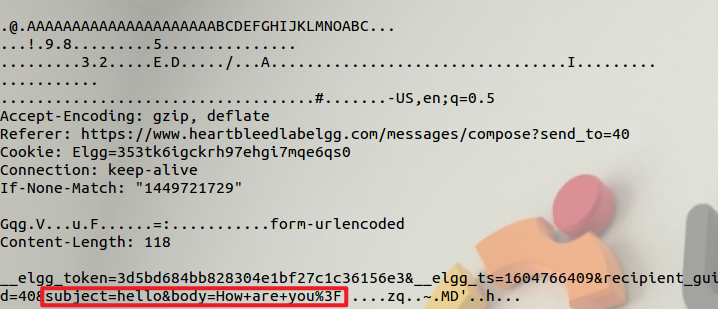 .@.AAAAAAAAAAAAAAAAAAAAABCDEFGHIJKLMNOABC...
...!.9.8.........5...............
.........3.2.....E.D...../...A.................................I.........
...........
...................................#.......-US,en;q=0.5
Accept-Encoding: gzip, deflate
Referer: https://www.heartbleedlabelgg.com/messages/compose?send_to=40
Cookie: Elgg=353tk6igckrh97ehgi7mqe6qs0
Connection: keep-alive
If-None-Match: "1449721729"
Gqg.V...u.F......=:...........form-urlencoded
Content-Length: 118
__elgg_token=3d5bd684bb828304e1bf27c1c36156e3&__elgg_ts=1604766409&recipient_gui
d=40&subject=hello&body=How+are+you%3F.....zq..~.MD'..h...